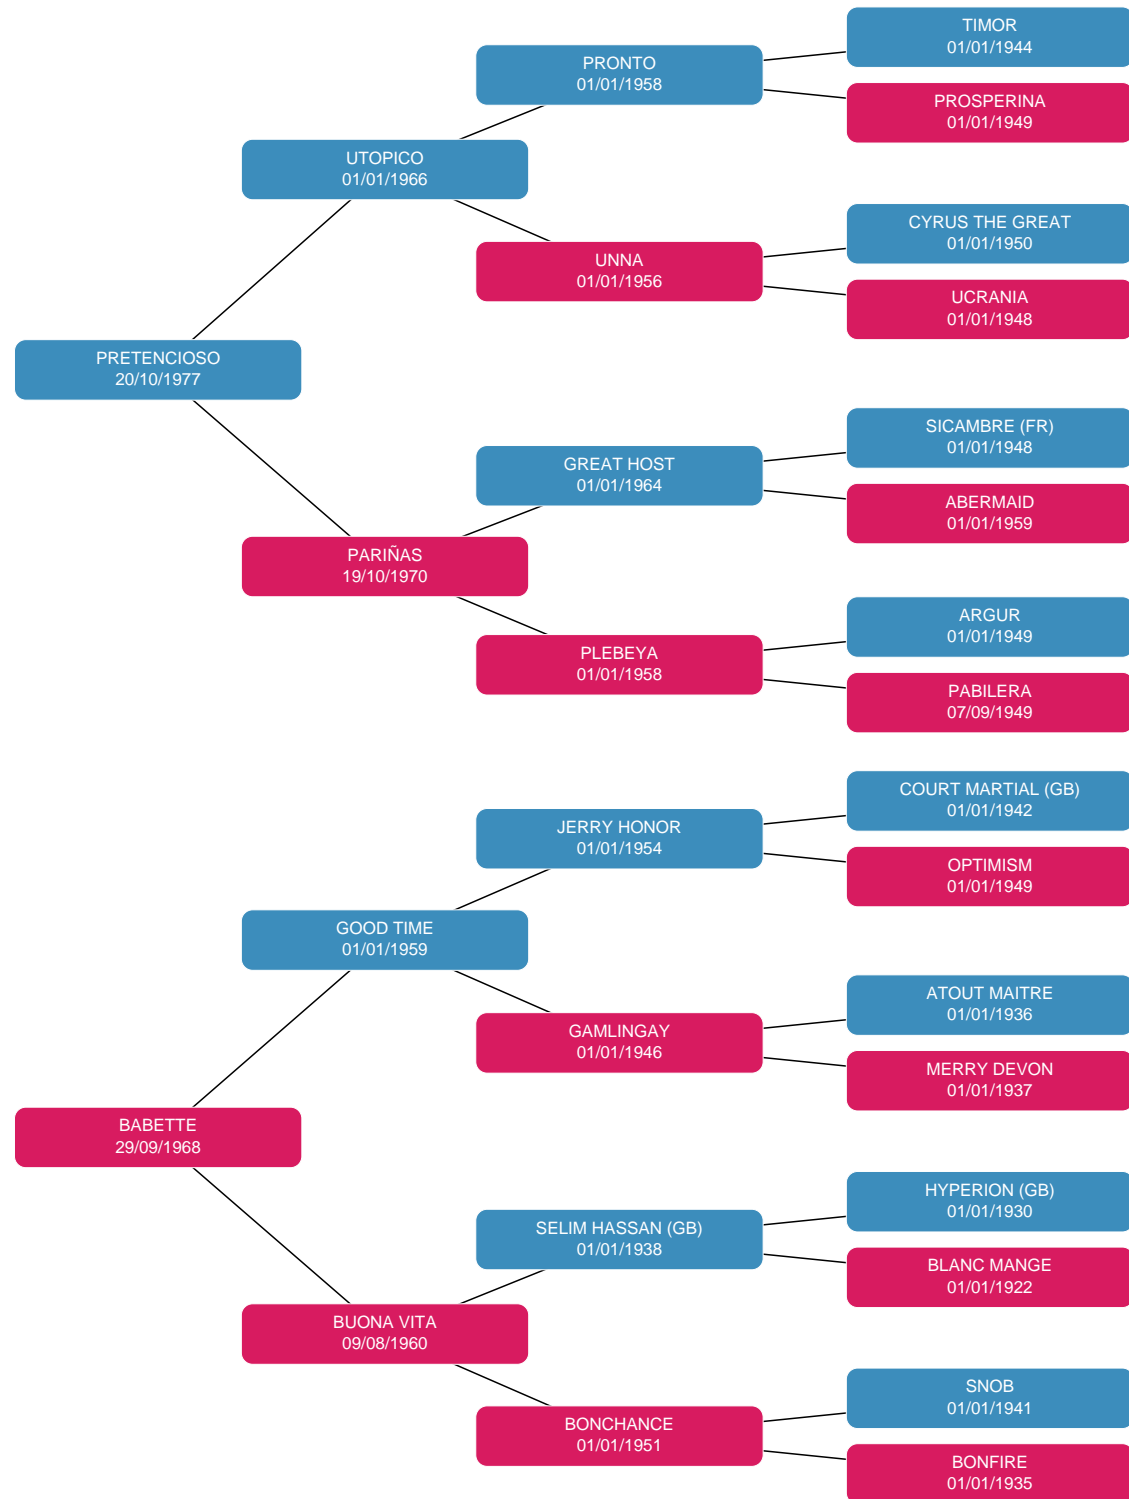 TIMOR
01/01/1944
PRONTO
01/01/1958
PROSPERINA
01/01/1949
UTOPICO
01/01/1966
CYRUS THE GREAT
01/01/1950
UNNA
01/01/1956
UCRANIA
01/01/1948
PRETENCIOSO
20/10/1977
SICAMBRE (FR)
01/01/1948
GREAT HOST
01/01/1964
ABERMAID
01/01/1959
PARIÑAS
19/10/1970
ARGUR
01/01/1949
PLEBEYA
01/01/1958
PABILERA
07/09/1949
COURT MARTIAL (GB)
01/01/1942
JERRY HONOR
01/01/1954
OPTIMISM
01/01/1949
GOOD TIME
01/01/1959
ATOUT MAITRE
01/01/1936
GAMLINGAY
01/01/1946
MERRY DEVON
01/01/1937
BABETTE
29/09/1968
HYPERION (GB)
01/01/1930
SELIM HASSAN (GB)
01/01/1938
BLANC MANGE
01/01/1922
BUONA VITA
09/08/1960
SNOB
01/01/1941
BONCHANCE
01/01/1951
BONFIRE
01/01/1935